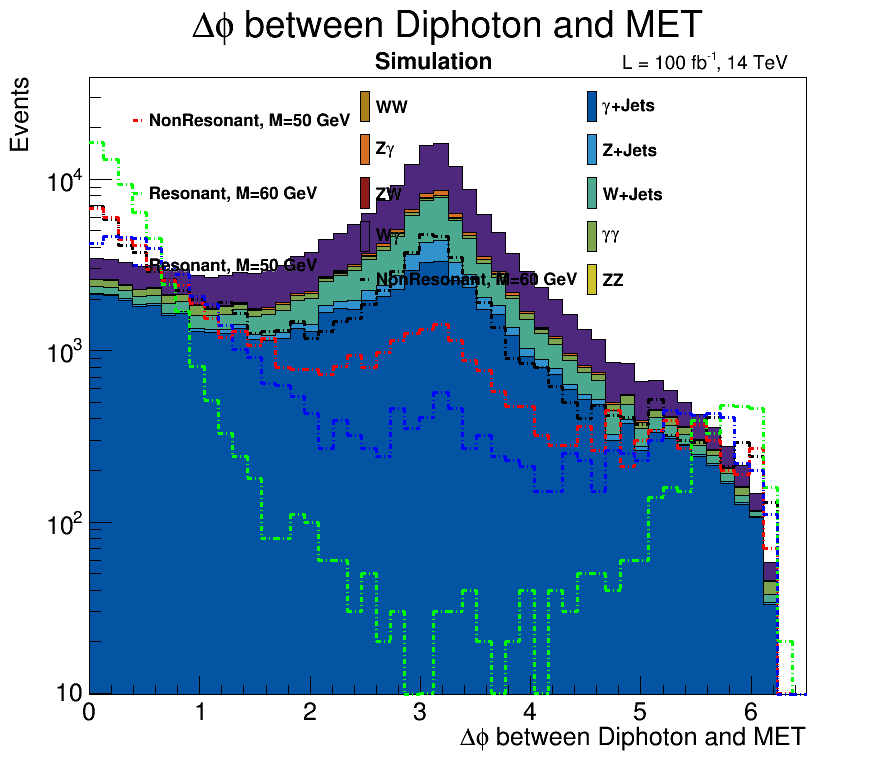 Δϕ between Diphoton and MET
Simulation
L = 100 fb⁻¹, 14 TeV
Events
NonResonant, M=50 GeV
Resonant, M=60 GeV
Resonant, M=50 GeV
WW
Zγ
ZW
Wγ
NonResonant, M=60 GeV
γ+Jets
Z+Jets
W+Jets
γγ
ZZ
10⁴
10³
10²
10
0 1 2 3 4 5 6
Δϕ between Diphoton and MET